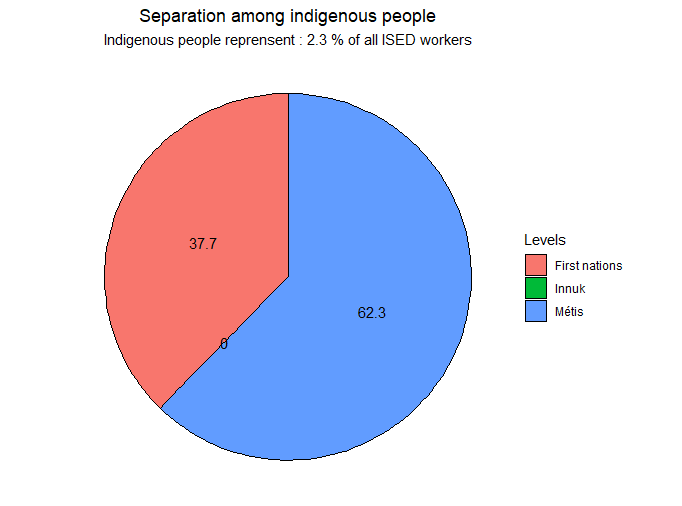 Separation among indigenous people
Indigenous people reprensent : 2.3 % of all ISED workers
37.7
62.3
0
Levels
First nations
Innuk
Métis